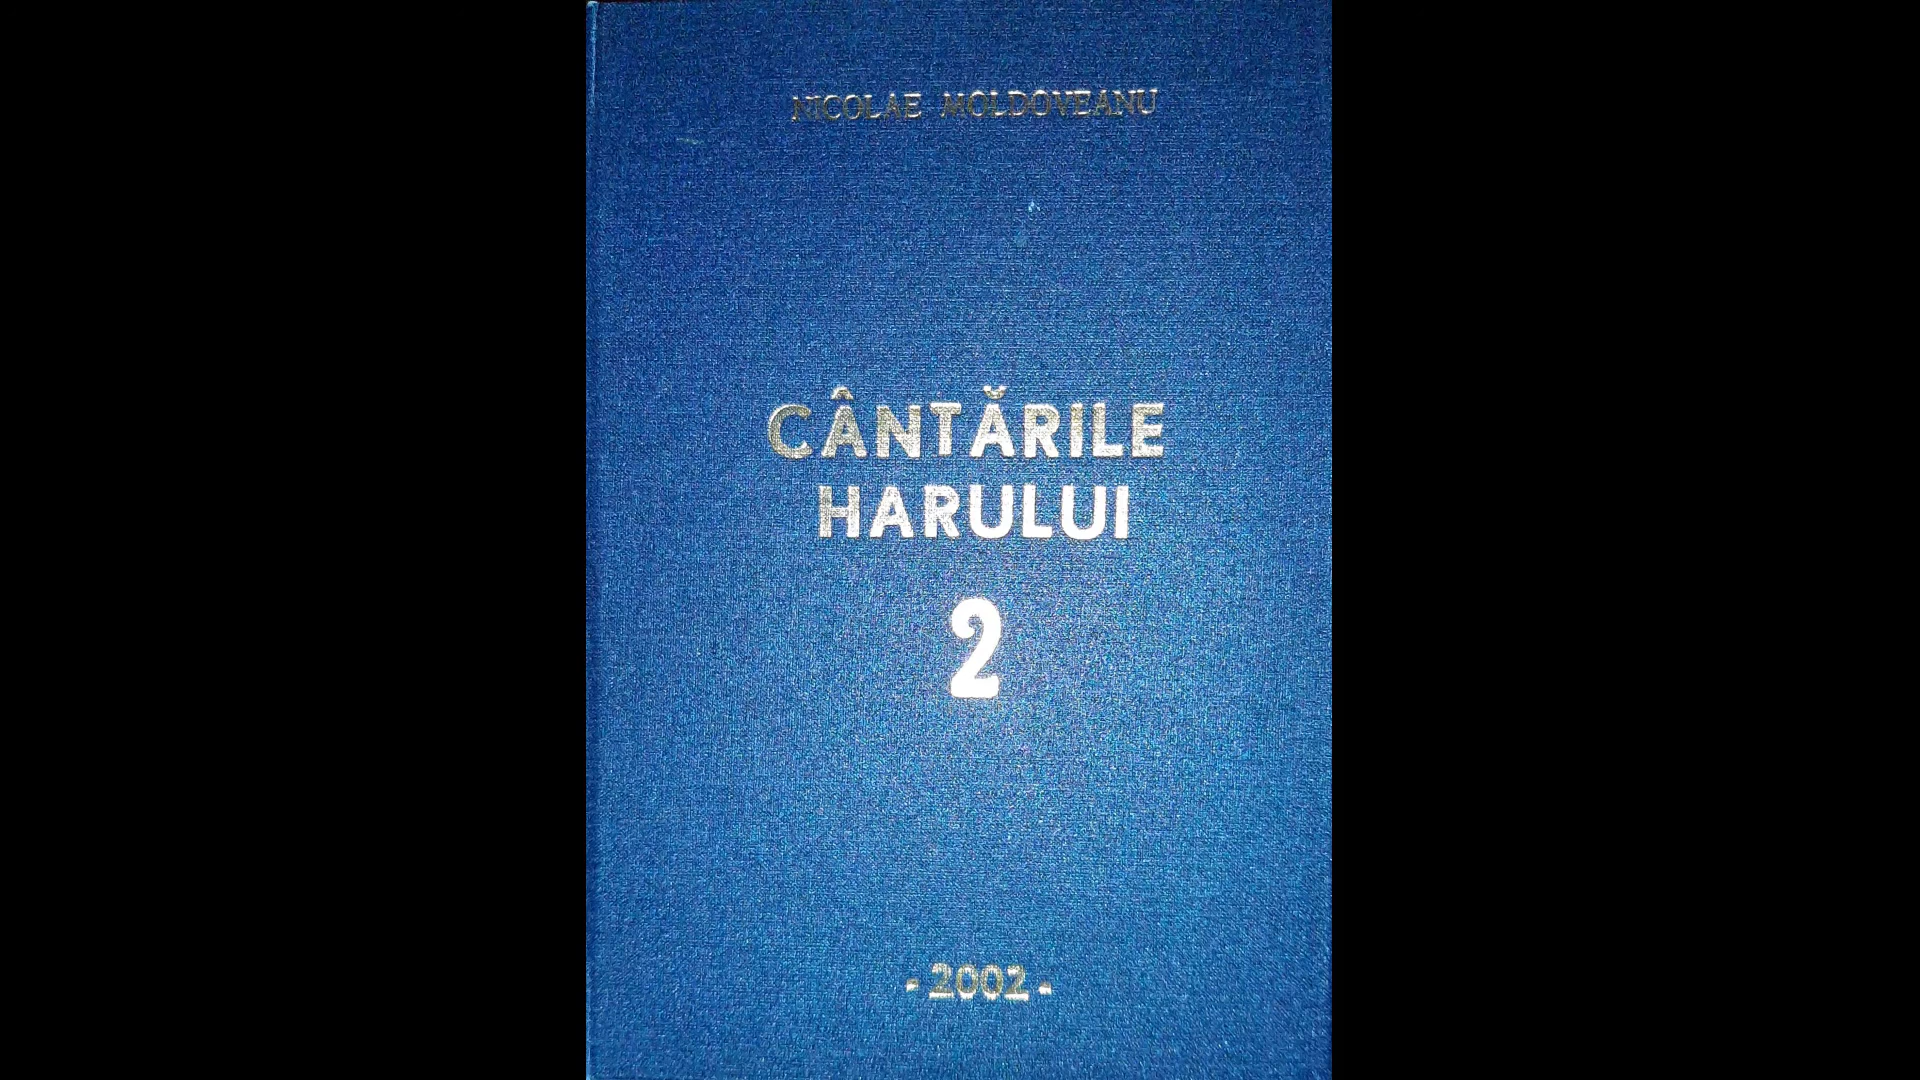 NICOLAE MOLDOVEANU
CÂNTĂRILE
HARULUI
2
- 2002 -